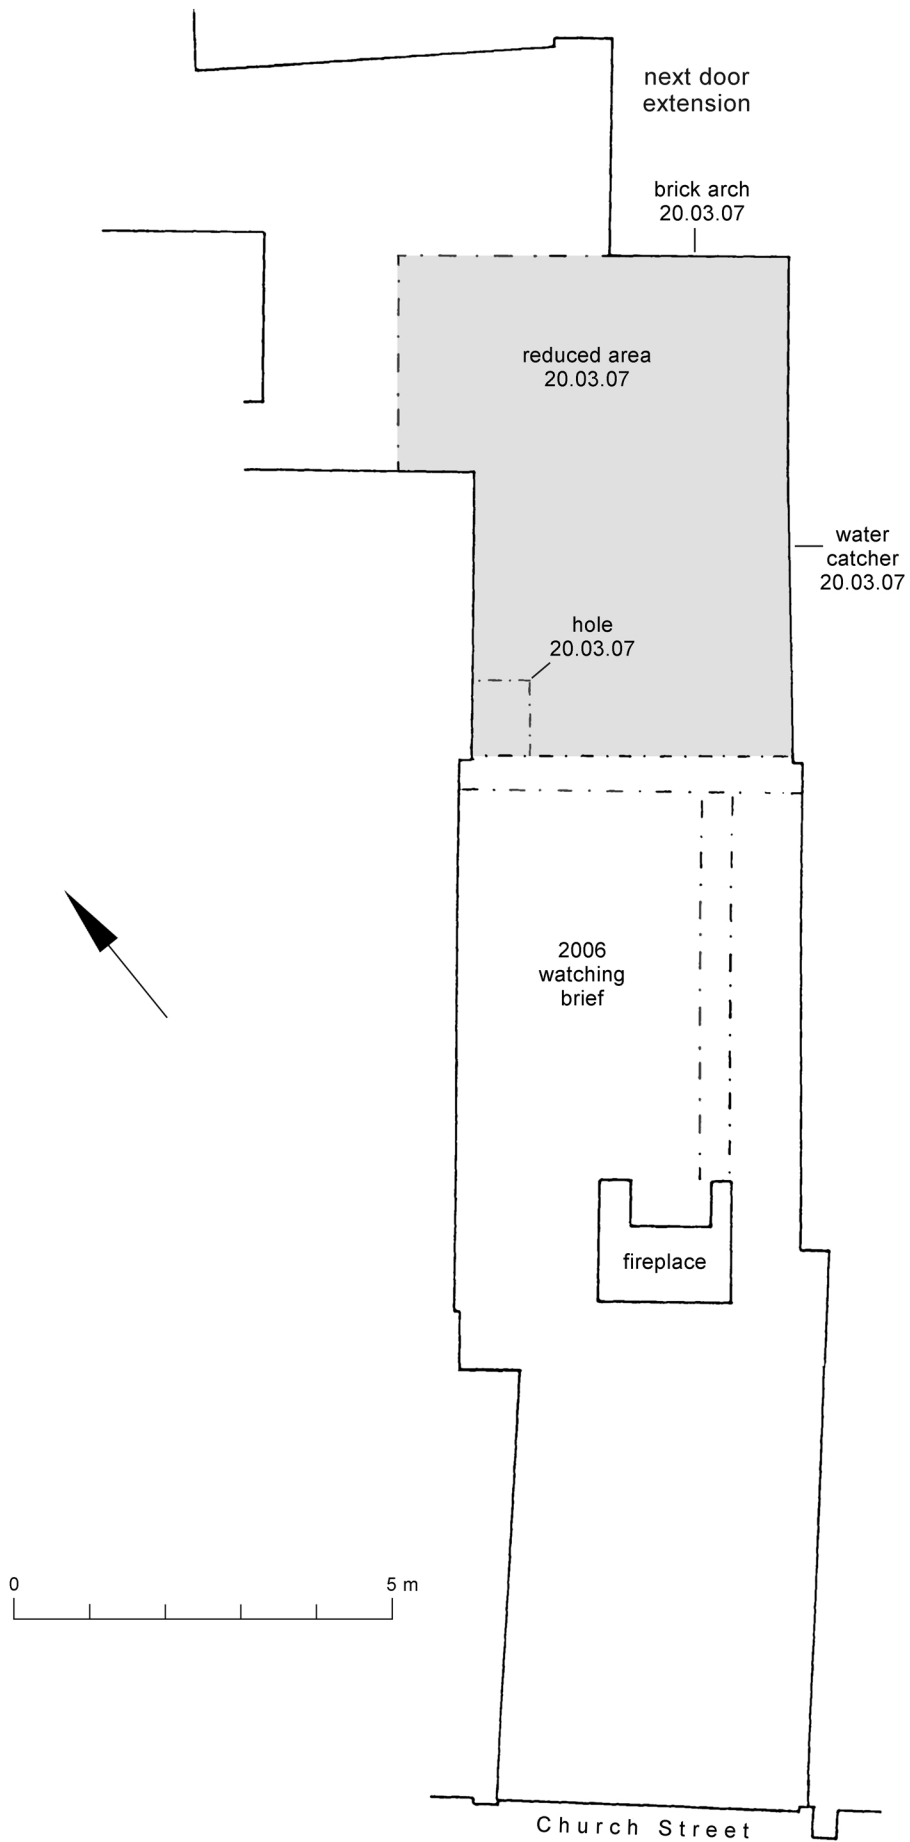 next door
extension
brick arch
20.03.07
reduced area
20.03.07
water
catcher
20.03.07
hole
20.03.07
2006
watching
brief
fireplace
0 5 m
Church Street